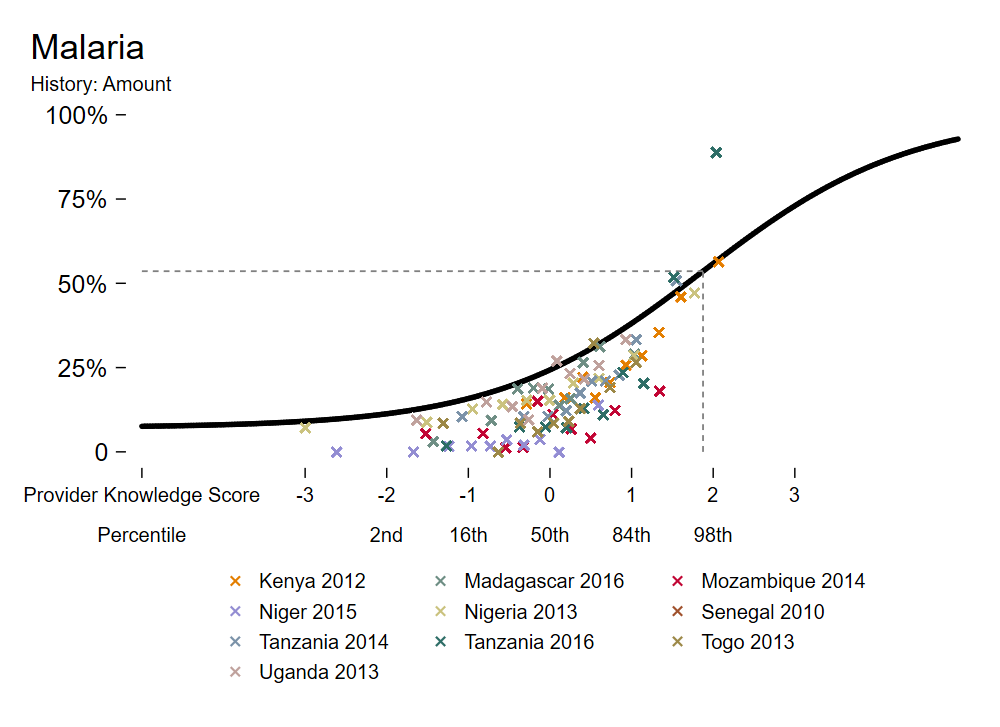 Malaria
History: Amount
100%
75%
50%
25%
0
Provider Knowledge Score -3 -2 -1 0 1 2 3
Percentile 2nd 16th 50th 84th 98th
Kenya 2012 Madagascar 2016 Mozambique 2014
Niger 2015 Nigeria 2013 Senegal 2010
Tanzania 2014 Tanzania 2016 Togo 2013
Uganda 2013